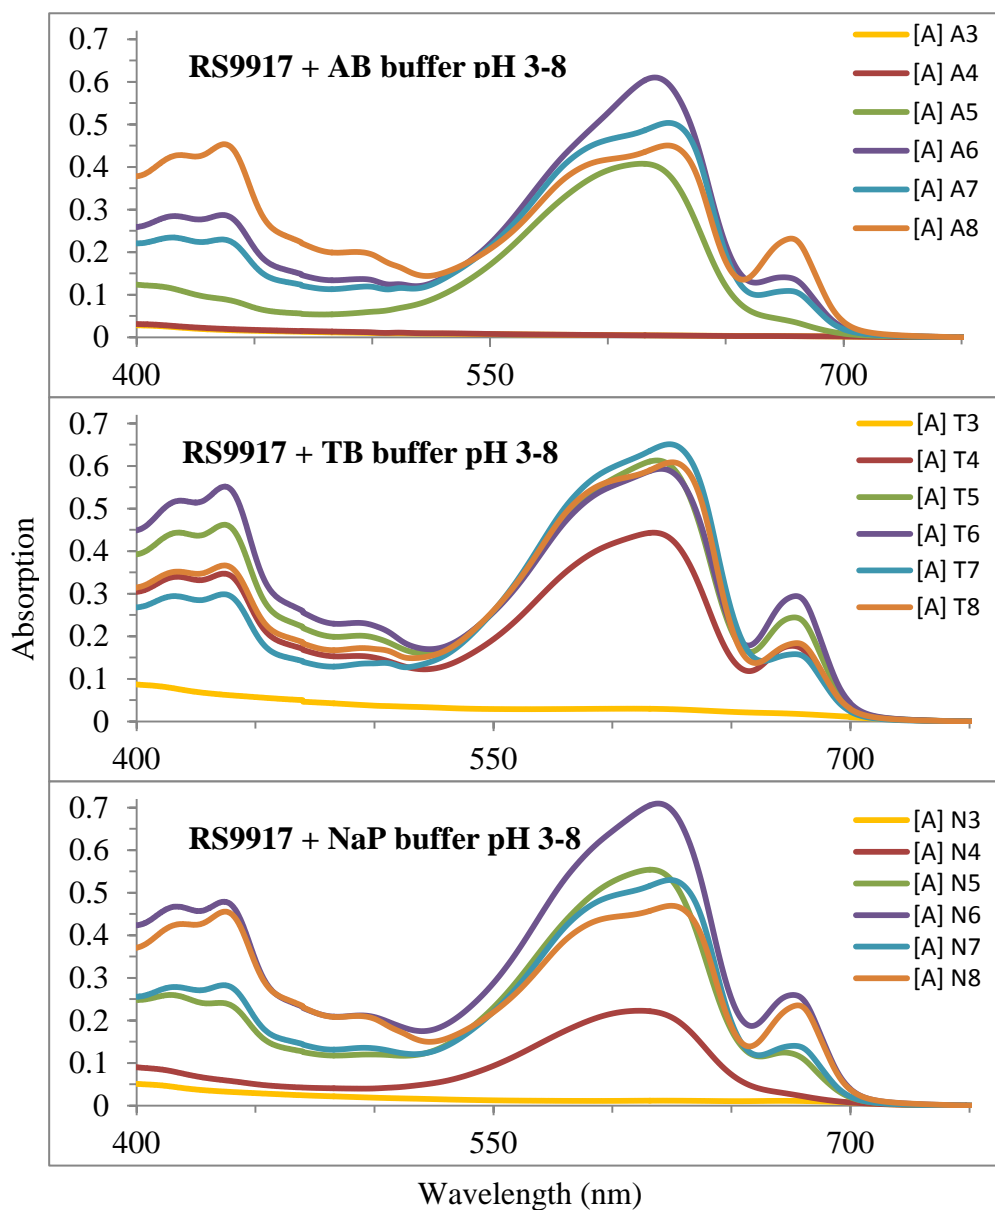 RS9917 + AB buffer pH 3-8
0.7
0.6
0.5
0.4
0.3
0.2
0.1
0
400
550
700
[A] A3
[A] A4
[A] A5
[A] A6
[A] A7
[A] A8
RS9917 + TB buffer pH 3-8
0.7
0.6
0.5
0.4
0.3
0.2
0.1
0
400
550
700
[A] T3
[A] T4
[A] T5
[A] T6
[A] T7
[A] T8
Absorption
RS9917 + NaP buffer pH 3-8
0.7
0.6
0.5
0.4
0.3
0.2
0.1
0
400
550
700
[A] N3
[A] N4
[A] N5
[A] N6
[A] N7
[A] N8
Wavelength (nm)